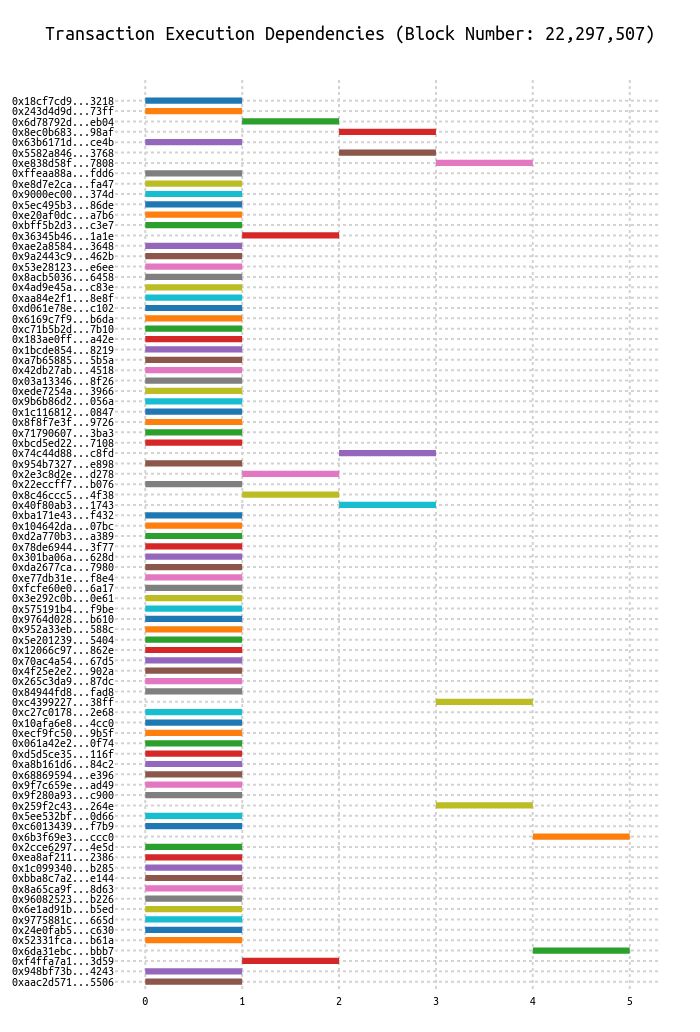 Transaction Execution Dependencies (Block Number: 22,297,507)
0x18cf7cd9...3218
0x243d4d9d...73ff
0x6d78792d...eb04
0x8ec0b683...98af
0x63b6171d...ce4b
0x5582a846...3768
0xe838d58f...7808
0xffeaa88a...fdd6
0xe8d7e2ca...fa47
0x9000ec00...374d
0x5ec495b3...86de
0xe20af0dc...a7b6
0xbff5b2d3...c3e7
0x36345b46...1a1e
0xae2a8584...3648
0x9a2443c9...462b
0x53e28123...e6ee
0x8acb5036...6458
0x4ad9e45a...c83e
0xaa84e2f1...8e8f
0xd061e78e...c102
0x6169c7f9...b6da
0xc71b5b2d...7b10
0x183ae0ff...a42e
0x1bcde854...8219
0xa7b65885...5b5a
0x42db27ab...4518
0x03a13346...8f26
0xede7254a...3966
0x9b6b86d2...056a
0x1c116812...0847
0x8f8f7e3f...9726
0x71790607...3ba3
0xbcd5ed22...7108
0x74c44d88...c8fd
0x954b7327...e898
0x2e3c8d2e...d278
0x22eccff7...b076
0x8c46ccc5...4f38
0x40f80ab3...1743
0xba171e43...f432
0x104642da...07bc
0xd2a770b3...a389
0x78de6944...3f77
0x301ba06a...628d
0xda2677ca...7980
0xe77db31e...f8e4
0xfcfe60e0...6a17
0x3e292c0b...0e61
0x575191b4...f9be
0x9764d028...b610
0x952a33eb...588c
0x5e201239...5404
0x12066c97...862e
0x70ac4a54...67d5
0x4f25e2e2...902a
0x265c3da9...87dc
0x84944fd8...fad8
0xc4399227...38ff
0xc27c0178...2e68
0x10afa6e8...4cc0
0xecf9fc50...9b5f
0x061a42e2...0f74
0xd5d5ce35...116f
0xa8b161d6...84c2
0x68869594...e396
0x9f7c659e...ad49
0x9f280a93...c900
0x259f2c43...264e
0x5ee532bf...0d66
0xc6013439...f7b9
0x6b3f69e3...ccc0
0x2cce6297...4e5d
0xea8af211...2386
0x1c099340...b285
0xbba8c7a2...e144
0x8a65ca9f...8d63
0x96082523...b226
0x6e1ad91b...b5ed
0x9775881c...665d
0x24e0fab5...c630
0x52331fca...b61a
0x6da31ebc...bbb7
0xf4ffa7a1...3d59
0x948bf73b...4243
0xaac2d571...5506
0 1 2 3 4 5